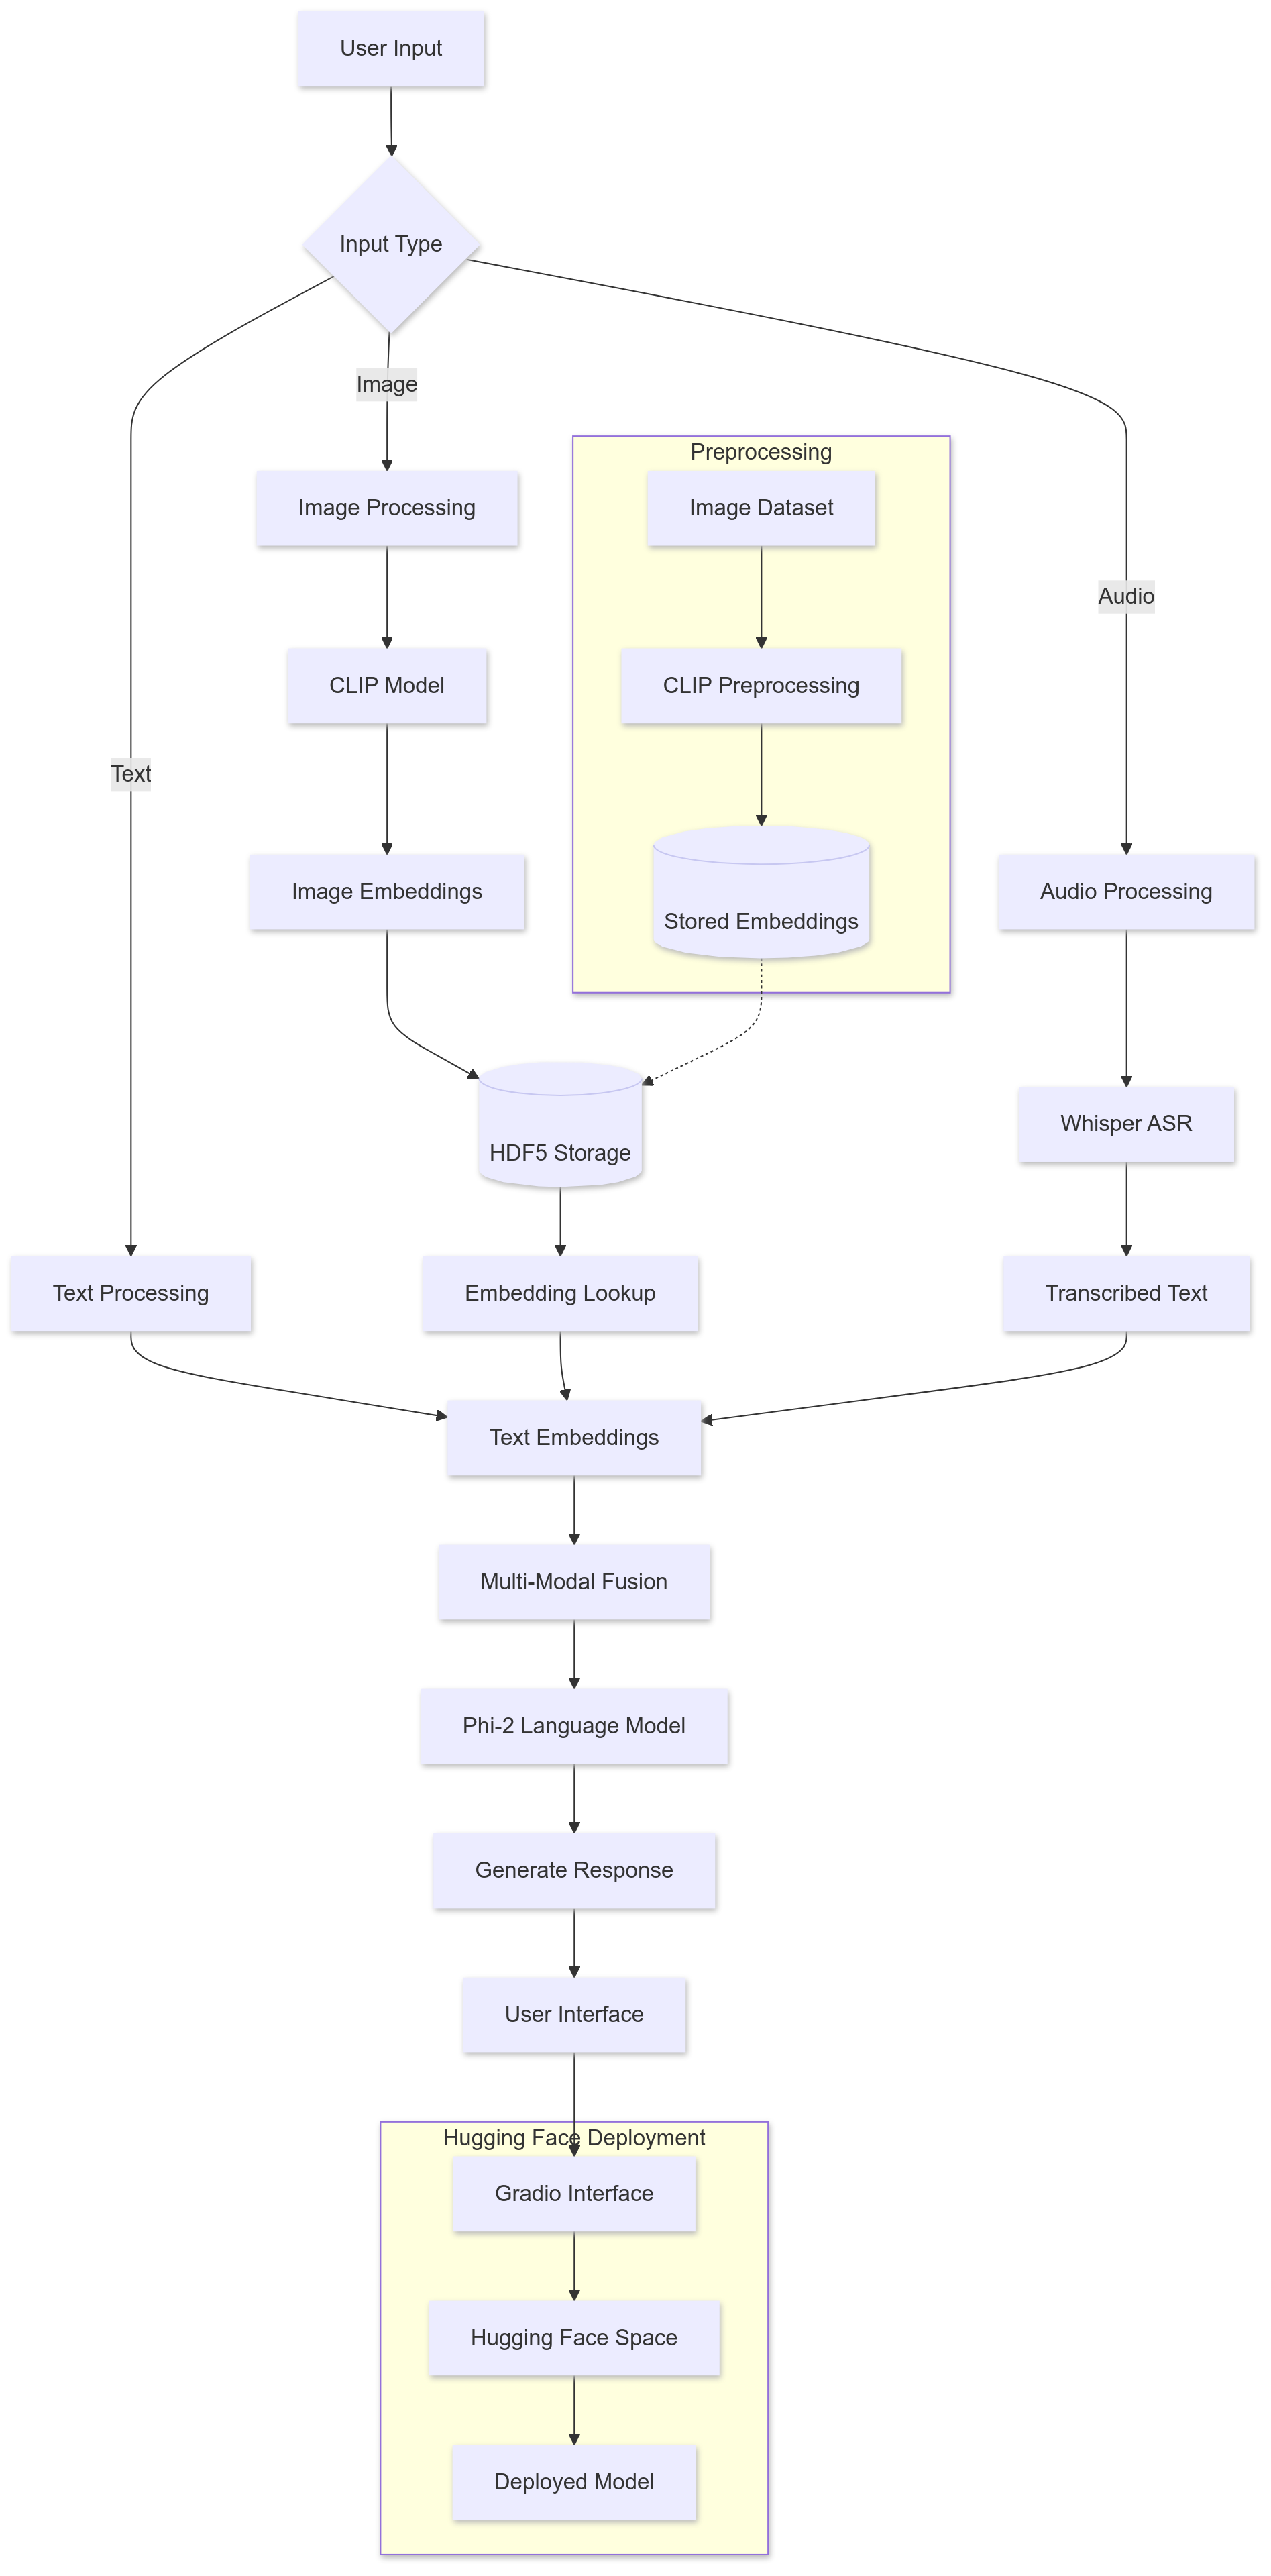 User Input
Input Type
Image
Preprocessing
Image Processing
Image Dataset
Audio
CLIP Model
CLIP Preprocessing
Text
Image Embeddings
Stored Embeddings
Audio Processing
HDF5 Storage
Whisper ASR
Text Processing
Embedding Lookup
Transcribed Text
Text Embeddings
Multi-Modal Fusion
Phi-2 Language Model
Generate Response
User Interface
Hugging Face Deployment
Gradio Interface
Hugging Face Space
Deployed Model